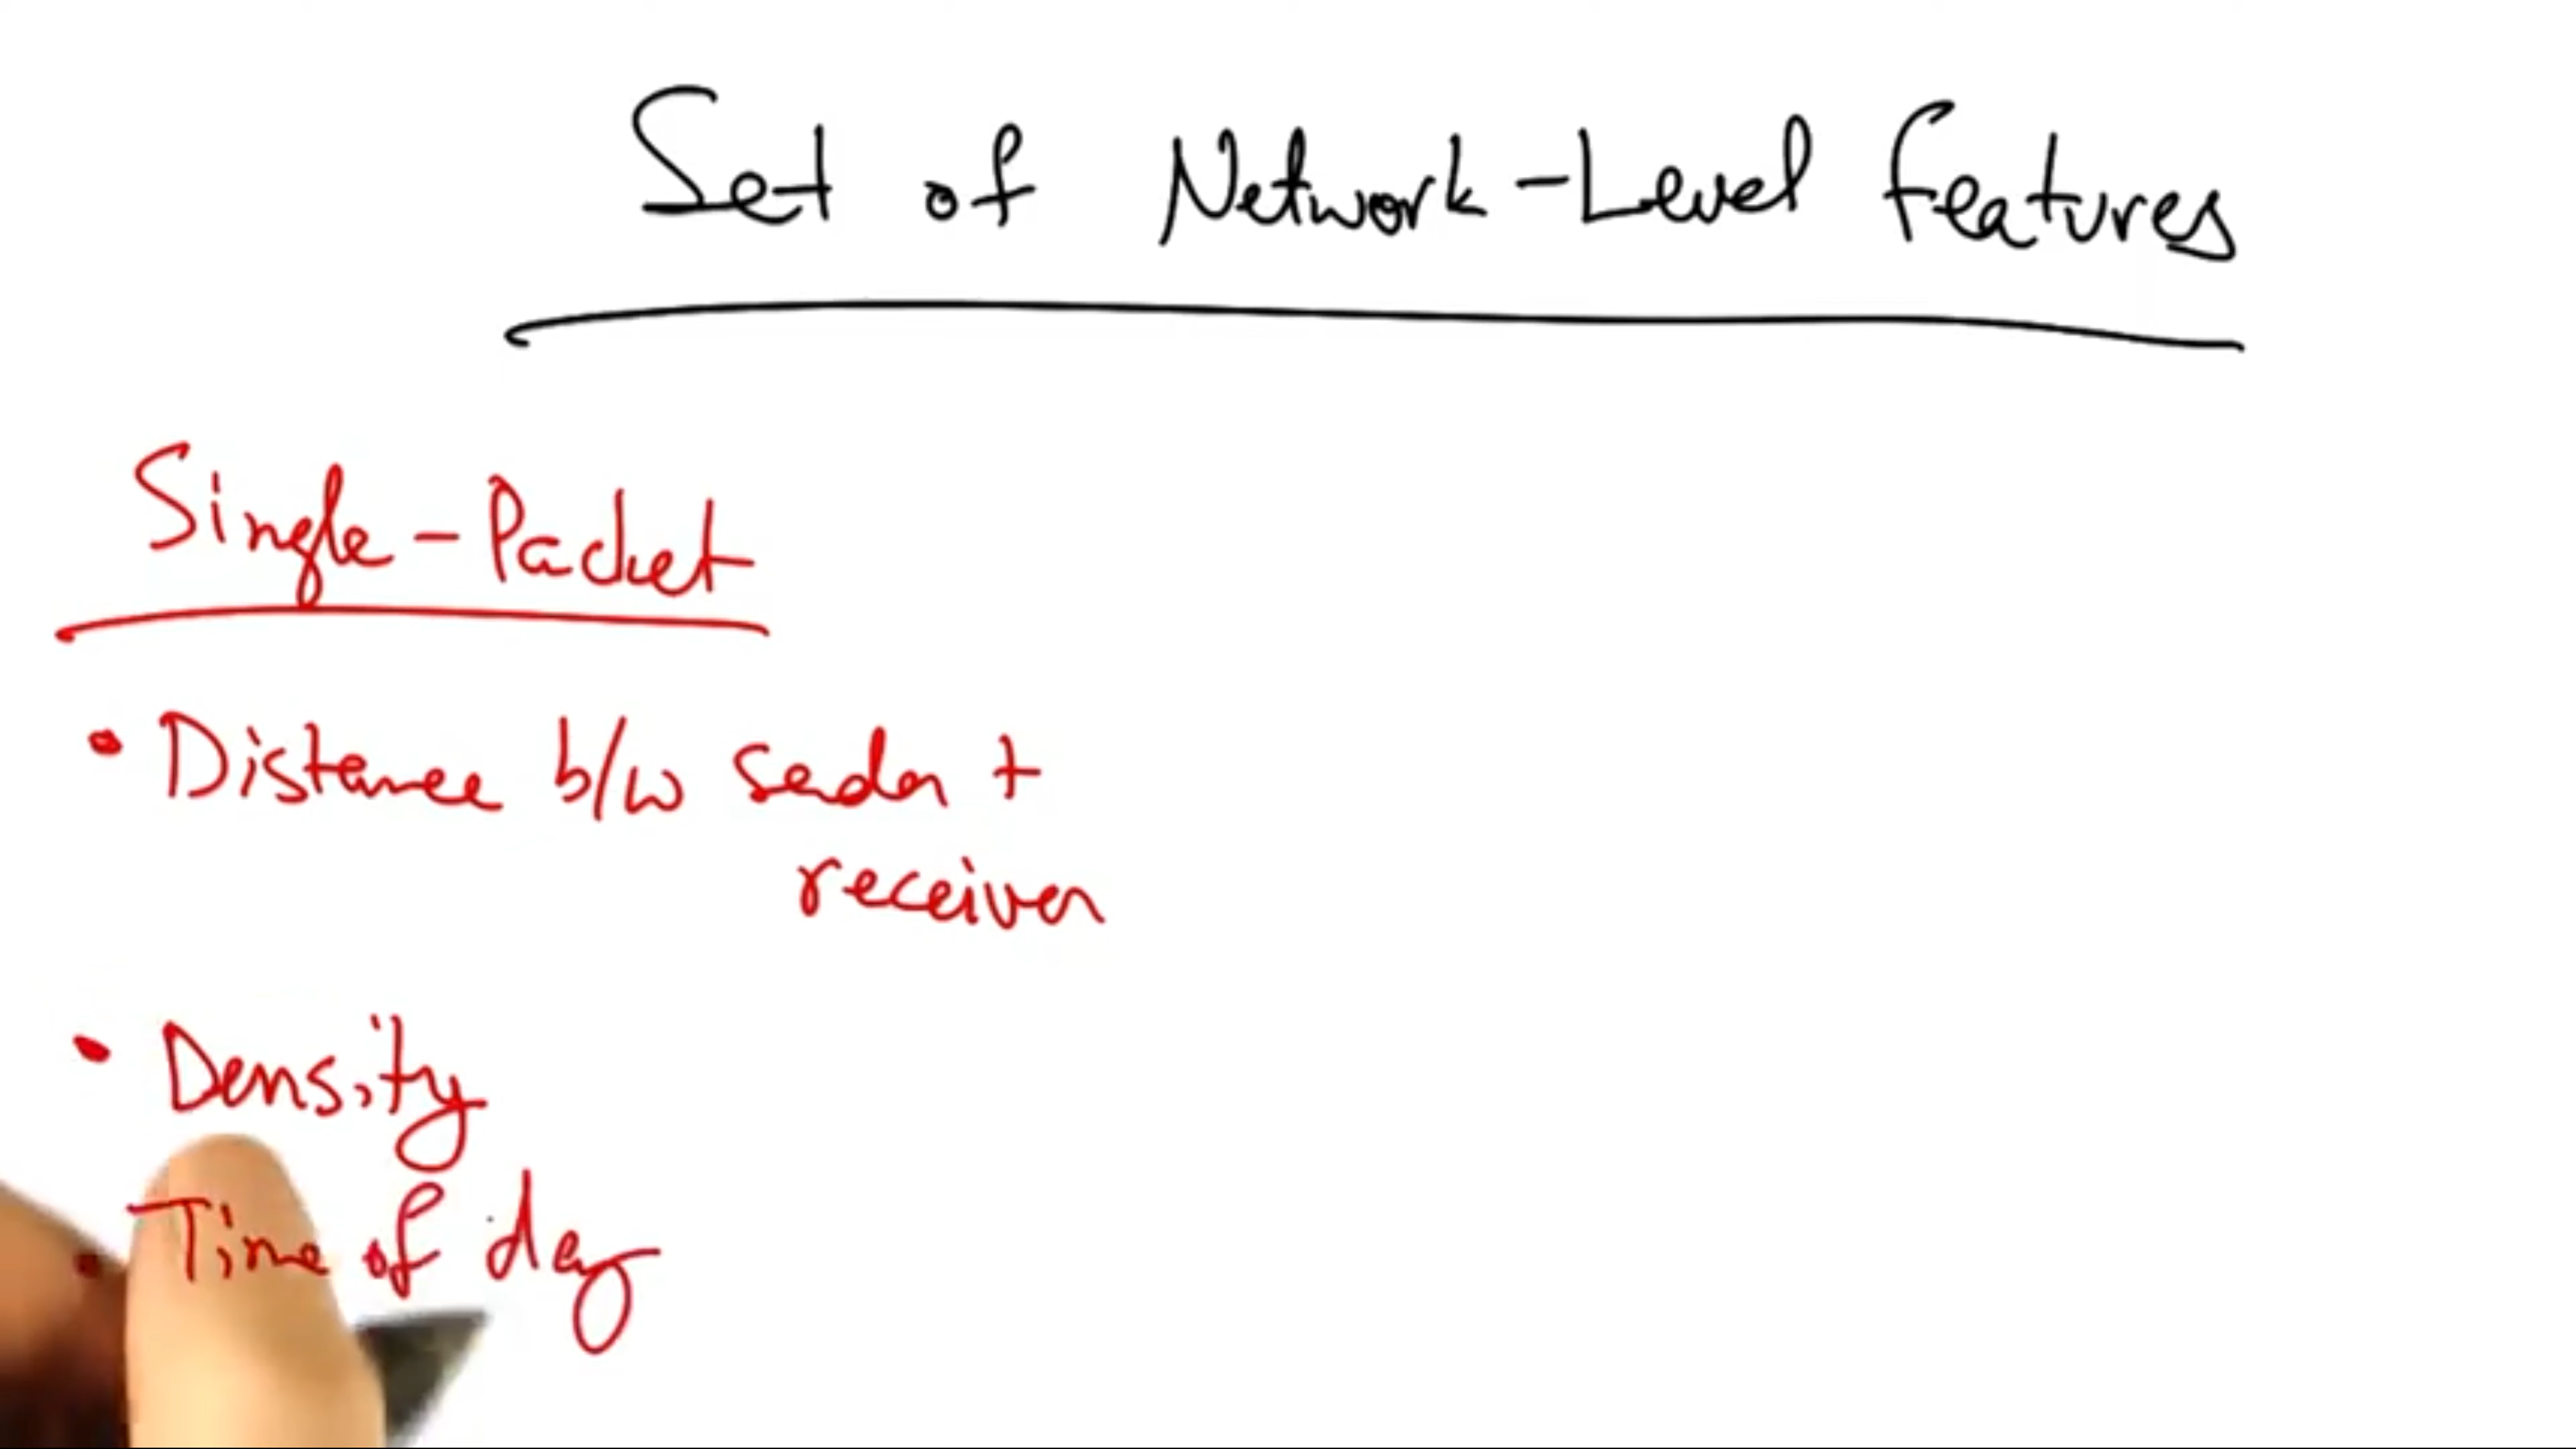 Set of Network-Level Features
Single-Packet
• Distance b/w sender +
receiver
• Density
• Time of day